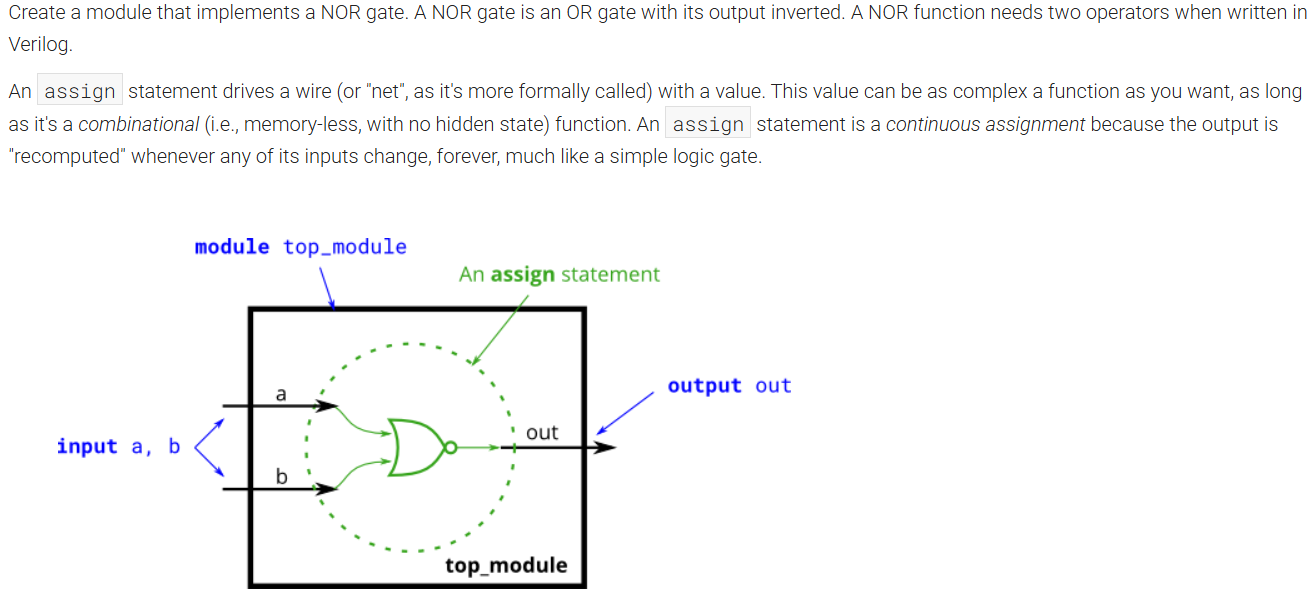 Create a module that implements a NOR gate. A NOR gate is an OR gate with its output inverted. A NOR function needs two operators when written in
Verilog.
An assign statement drives a wire (or "net", as it's more formally called) with a value. This value can be as complex a function as you want, as long
as it's a combinational (i.e., memory-less, with no hidden state) function. An assign statement is a continuous assignment because the output is
"recomputed" whenever any of its inputs change, forever, much like a simple logic gate.
module top_module
An assign statement
a
output out
out
input a, b
b
top_module